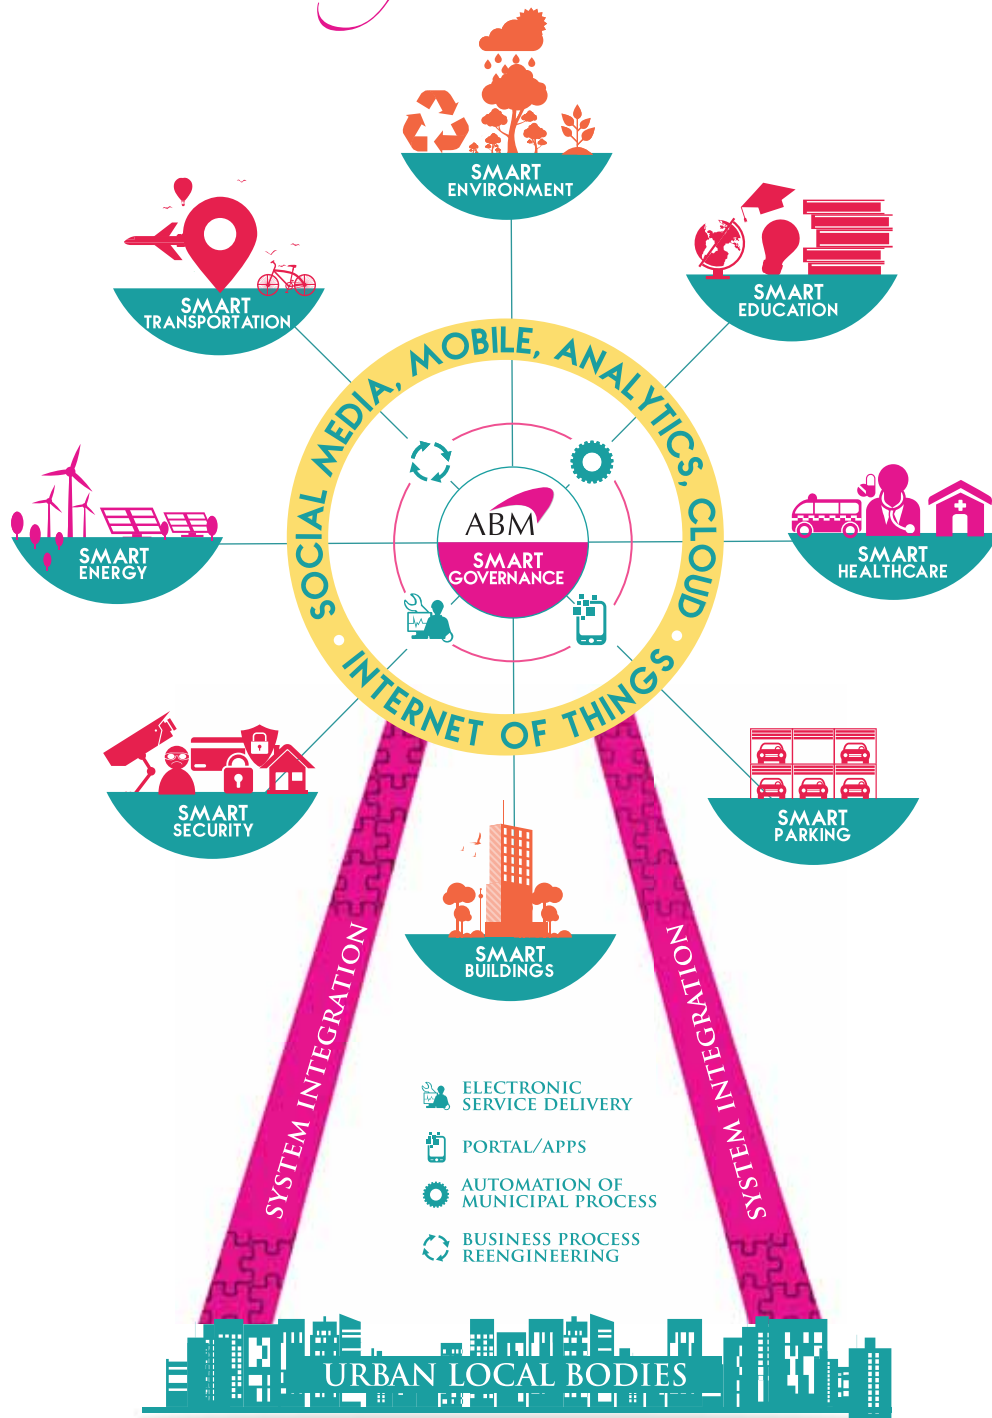 SMART
ENVIRONMENT
SMART
TRANSPORTATION
SMART
EDUCATION
SOCIAL MEDIA, MOBILE, ANALYTICS, CLOUD
INTERNET OF THINGS
ABM
SMART
GOVERNANCE
SMART
ENERGY
SMART
HEALTHCARE
SMART
SECURITY
SMART
PARKING
SMART
BUILDINGS
SYSTEM INTEGRATION
SYSTEM INTEGRATION
ELECTRONIC
SERVICE DELIVERY
PORTAL/APPS
AUTOMATION OF
MUNICIPAL PROCESS
BUSINESS PROCESS
REENGINEERING
URBAN LOCAL BODIES